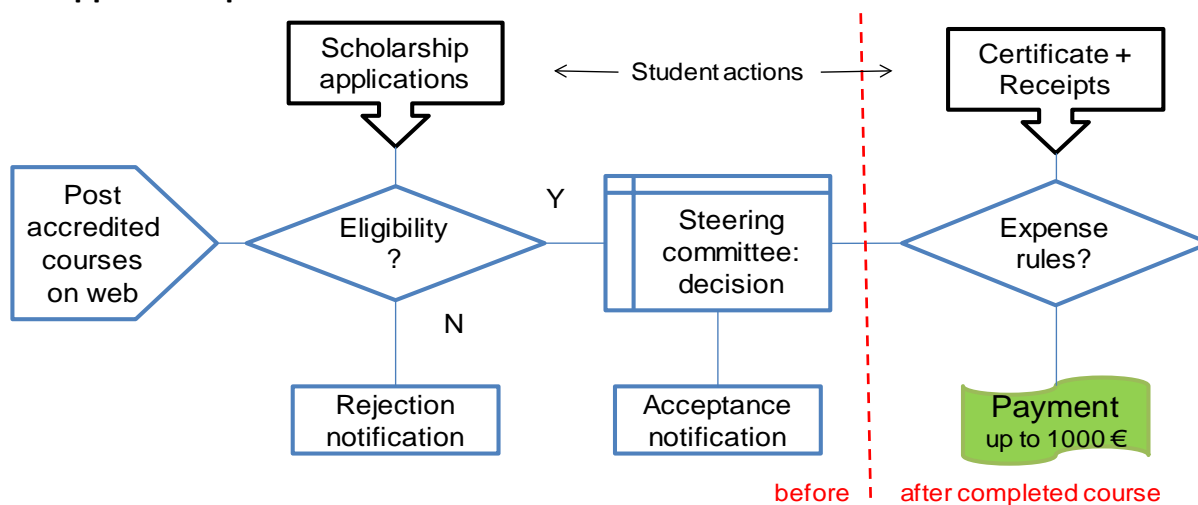 Scholarship
applications
Student actions
Certificate +
Receipts
Post
accredited
courses
on web
Eligibility
?
Y
N
Steering
committee:
decision
Expense
rules?
Rejection
notification
Acceptance
notification
Payment
up to 1000 €
before
after completed course